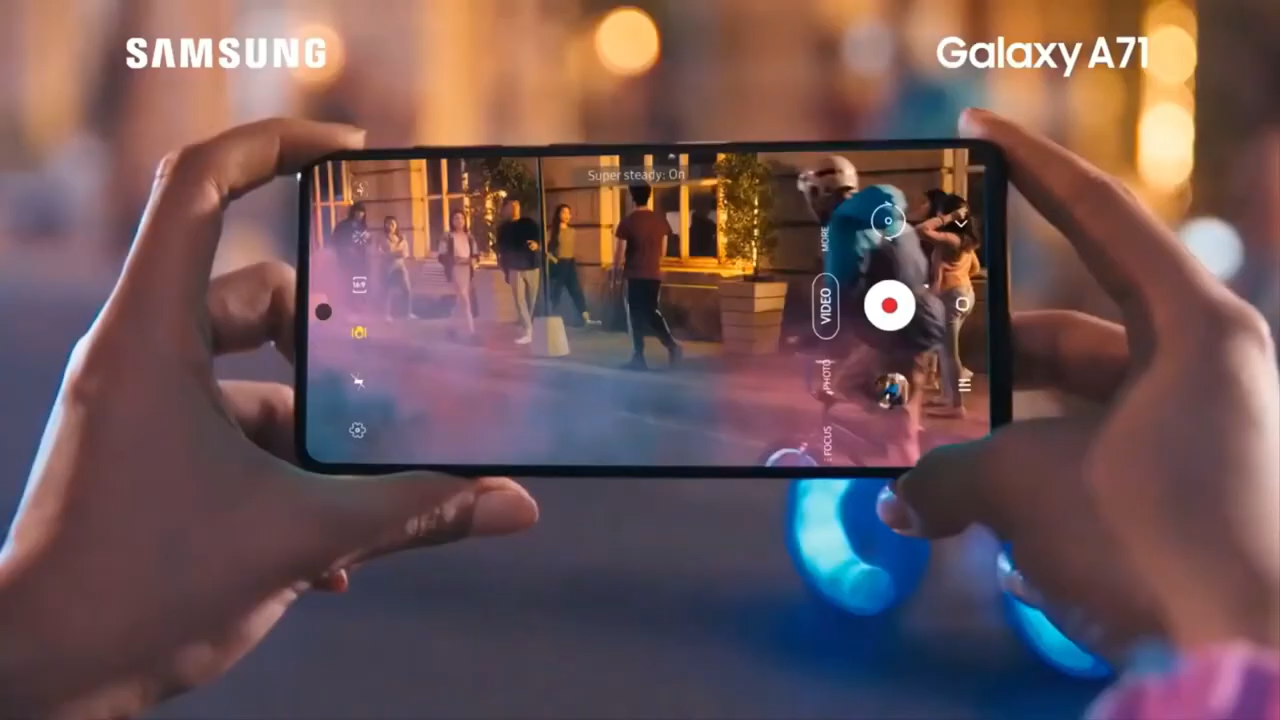 SAMSUNG
Galaxy A71
Super steady: On
16:9
MORE
VIDEO
PHOTO
FOCUS